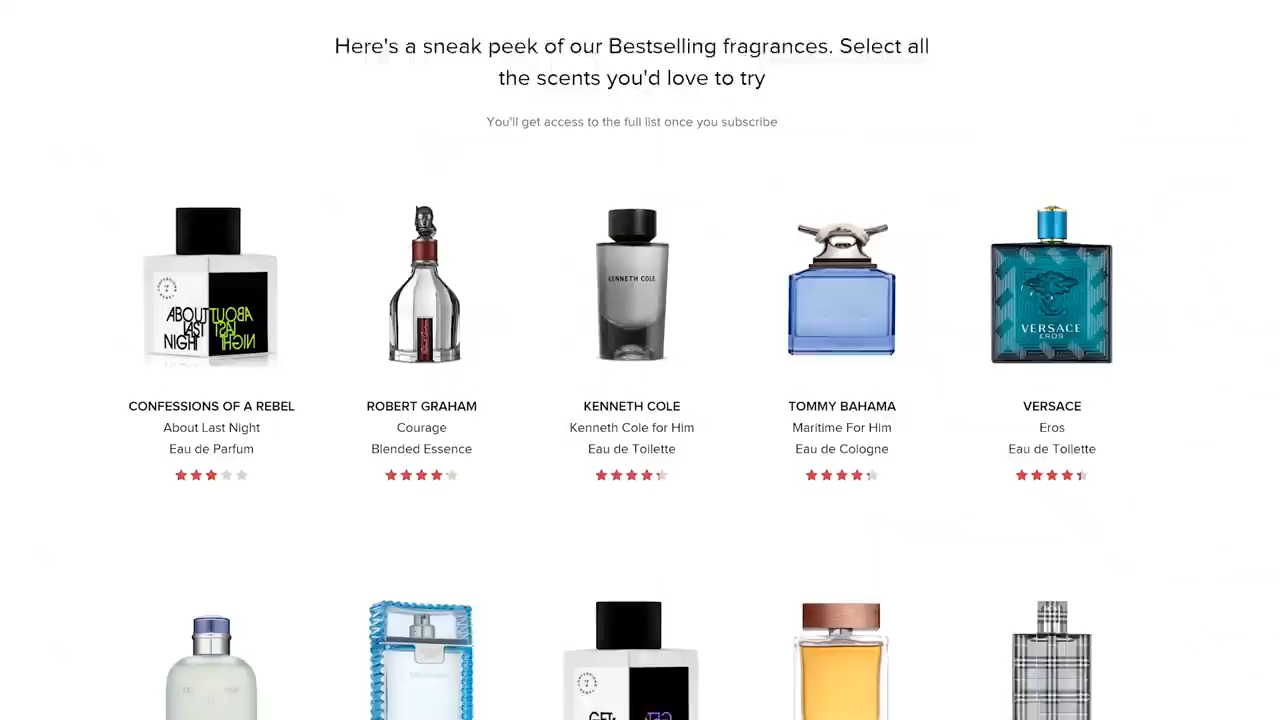 Here's a sneak peek of our Bestselling fragrances. Select all
the scents you'd love to try
You'll get access to the full list once you subscribe
ABOUT
LAST
NIGHT
KENNETH COLE
VERSACE
EROS
CONFESSIONS OF A REBEL
About Last Night
Eau de Parfum
ROBERT GRAHAM
Courage
Blended Essence
KENNETH COLE
Kenneth Cole for Him
Eau de Toilette
TOMMY BAHAMA
Maritime For Him
Eau de Cologne
VERSACE
Eros
Eau de Toilette
GET